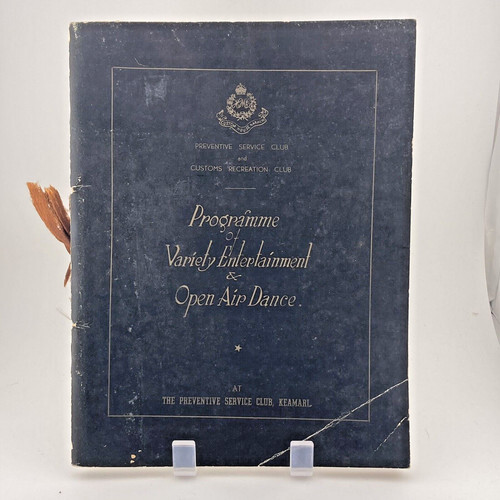 PREVENTIVE SERVICE CLUB
and
CUSTOMS RECREATION CLUB
Programme
of
Variety Entertainment
&
Open Air Dance.
AT
THE PREVENTIVE SERVICE CLUB, KEAMARI.